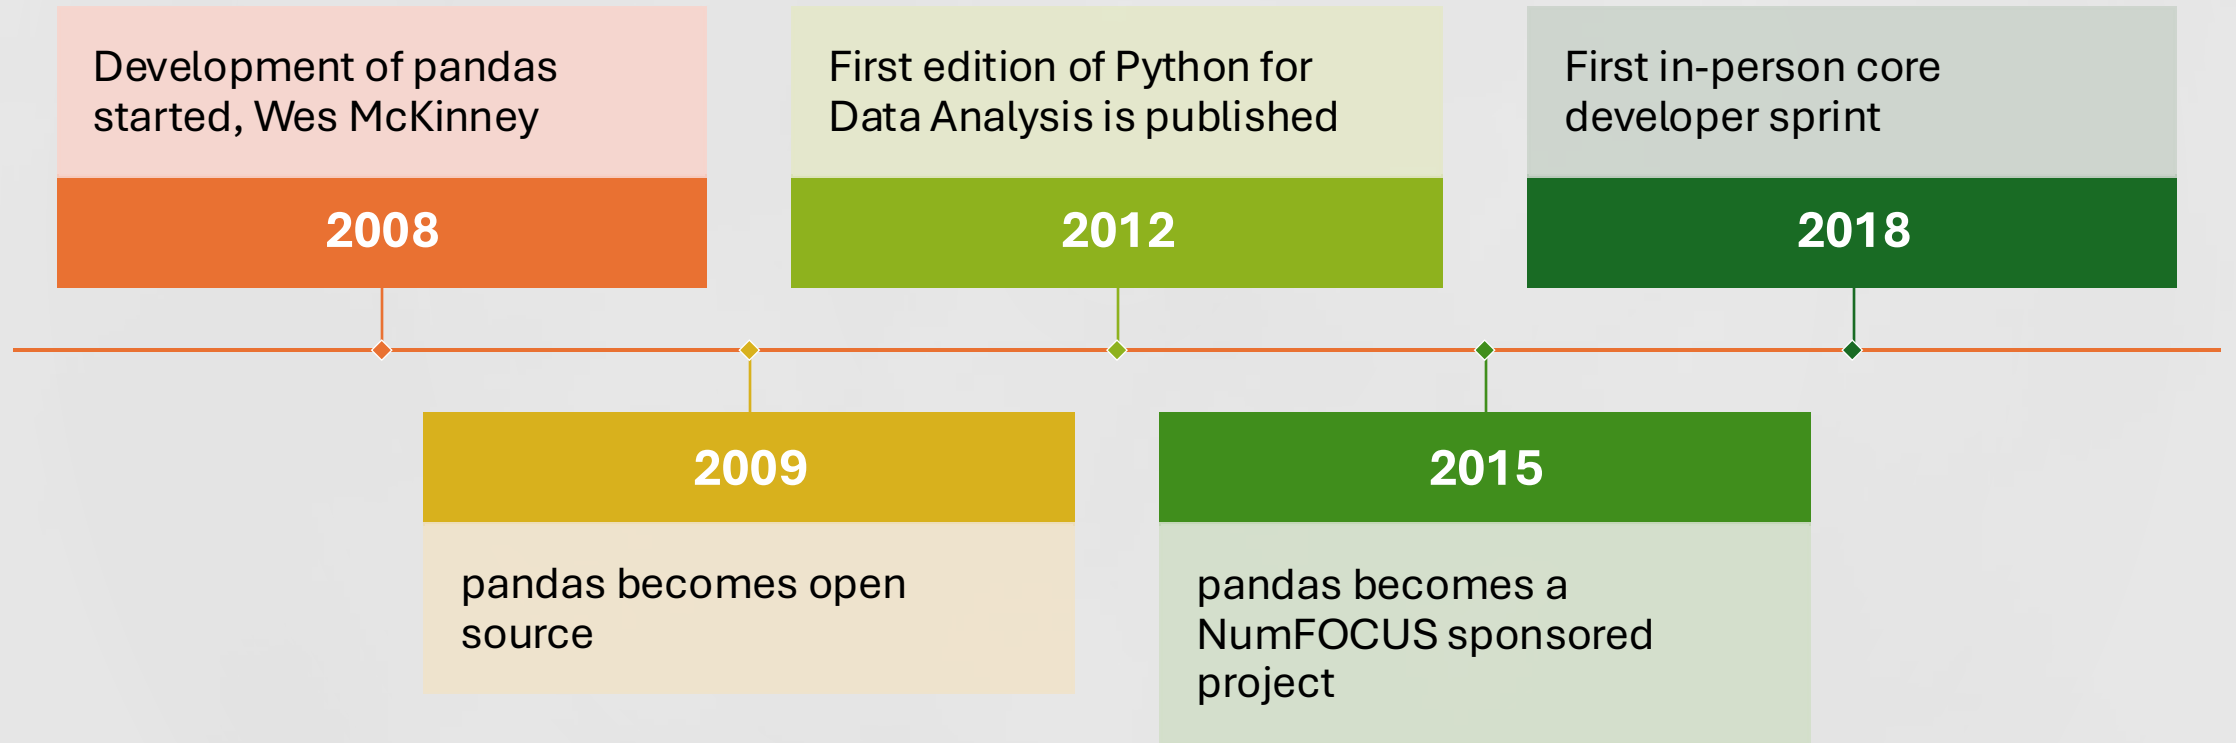 Development of pandas
started, Wes McKinney
2008
2009
pandas becomes open
source
First edition of Python for
Data Analysis is published
2012
2015
pandas becomes a
NumFOCUS sponsored
project
First in-person core
developer sprint
2018